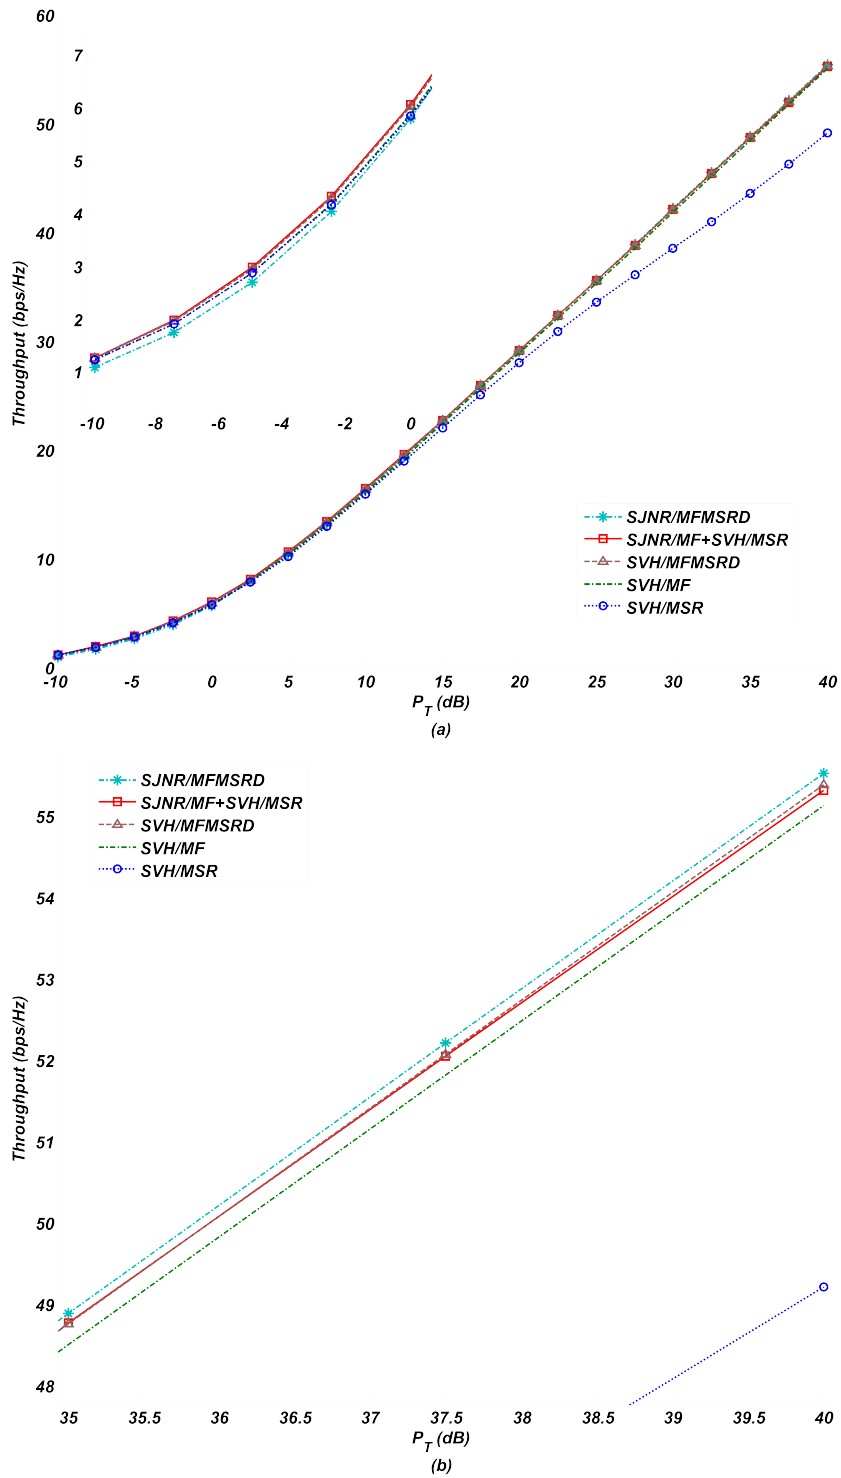 60
50
40
30
20
10
0
Throughput (bps/Hz)
7
6
5
4
3
2
1
-10 -8 -6 -4 -2 0
SJNR/MFMSRD
SJNR/MF+SVH/MSR
SVH/MFMSRD
SVH/MF
SVH/MSR
-10 -5 0 5 10 15 20 25 30 35 40
P_T (dB)
(a)
SJNR/MFMSRD
SJNR/MF+SVH/MSR
SVH/MFMSRD
SVH/MF
SVH/MSR
55
54
53
52
51
50
49
48
Throughput (bps/Hz)
35 35.5 36 36.5 37 37.5 38 38.5 39 39.5 40
P_T (dB)
(b)